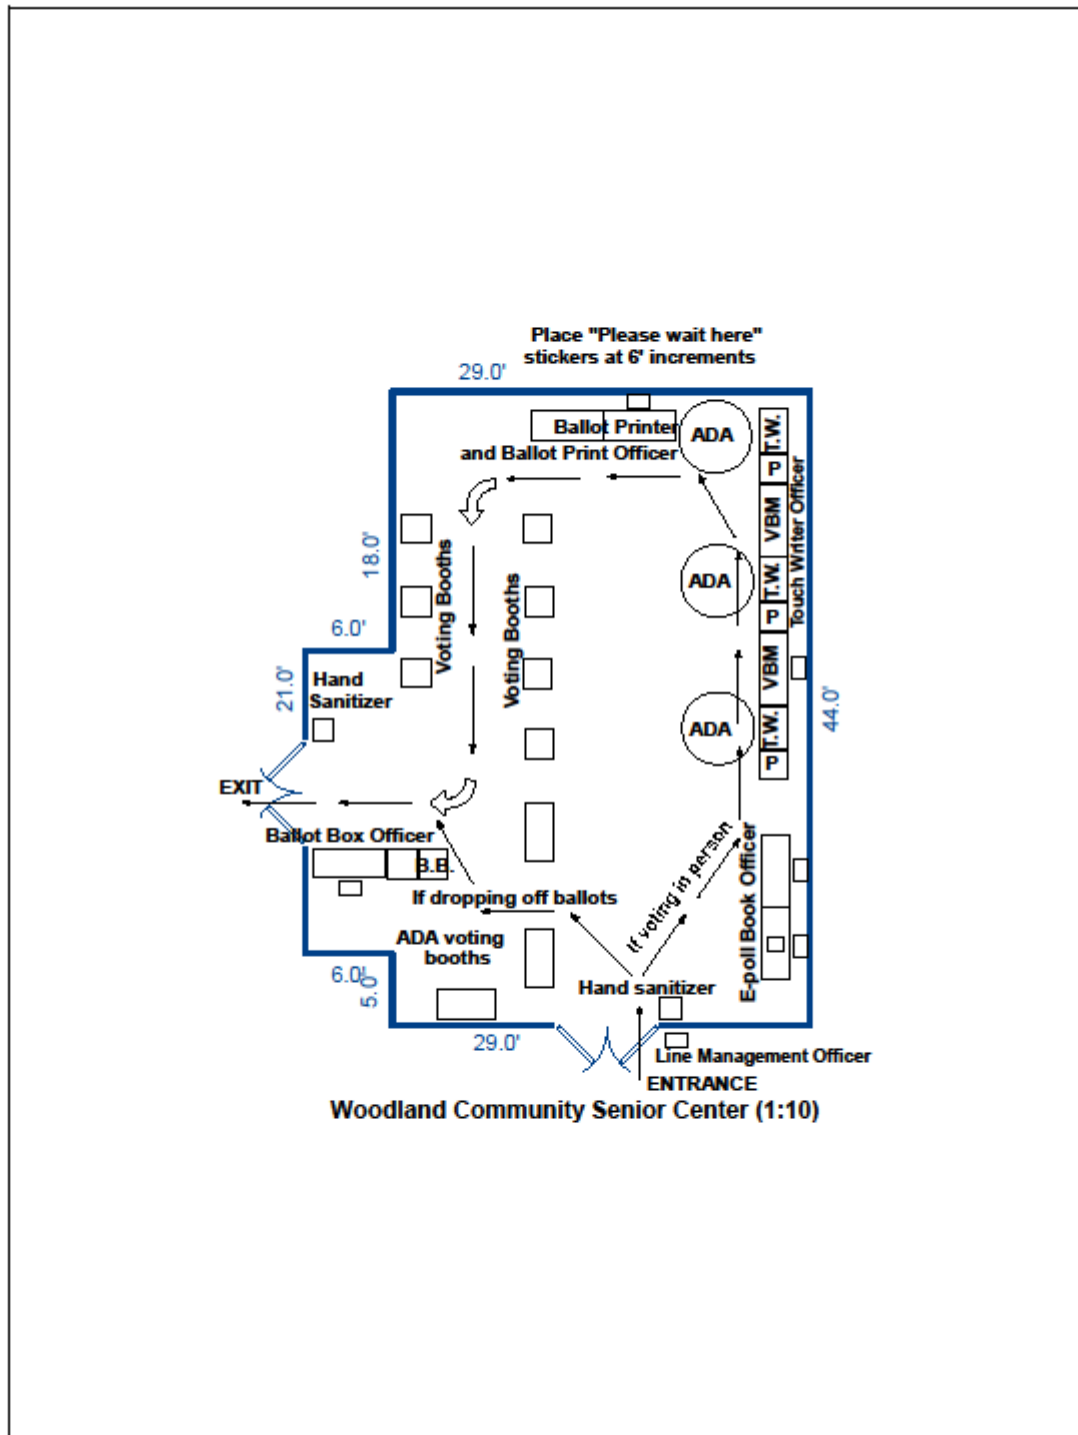 Place "Please wait here"
stickers at 6' increments
29.0'
Ballot Printer
and Ballot Print Officer
ADA
T.W.
P
VBM
T.W.
P
VBM
T.W.
P
Touch Writer Officer
ADA
ADA
18.0'
Voting Booths
Voting Booths
6.0'
21.0'
Hand
Sanitizer
44.0'
EXIT
Ballot Box Officer
B.B.
If dropping off ballots
If voting in person
E-poll Book Officer
ADA voting
booths
6.0'
5.0'
Hand sanitizer
29.0'
Line Management Officer
ENTRANCE
Woodland Community Senior Center (1:10)